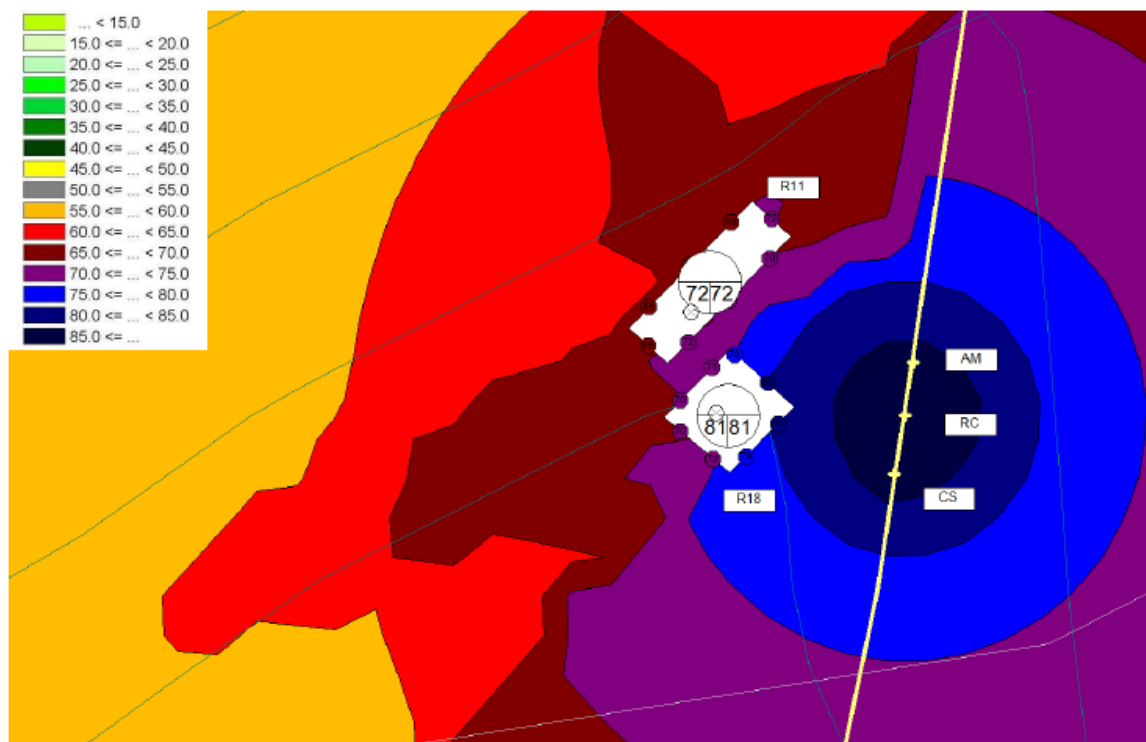 ... < 15.0
15.0 <= ... < 20.0
20.0 <= ... < 25.0
25.0 <= ... < 30.0
30.0 <= ... < 35.0
35.0 <= ... < 40.0
40.0 <= ... < 45.0
45.0 <= ... < 50.0
50.0 <= ... < 55.0
55.0 <= ... < 60.0
60.0 <= ... < 65.0
65.0 <= ... < 70.0
70.0 <= ... < 75.0
75.0 <= ... < 80.0
80.0 <= ... < 85.0
85.0 <= ...
R11
72 72
AM
81 81
RC
R18
CS